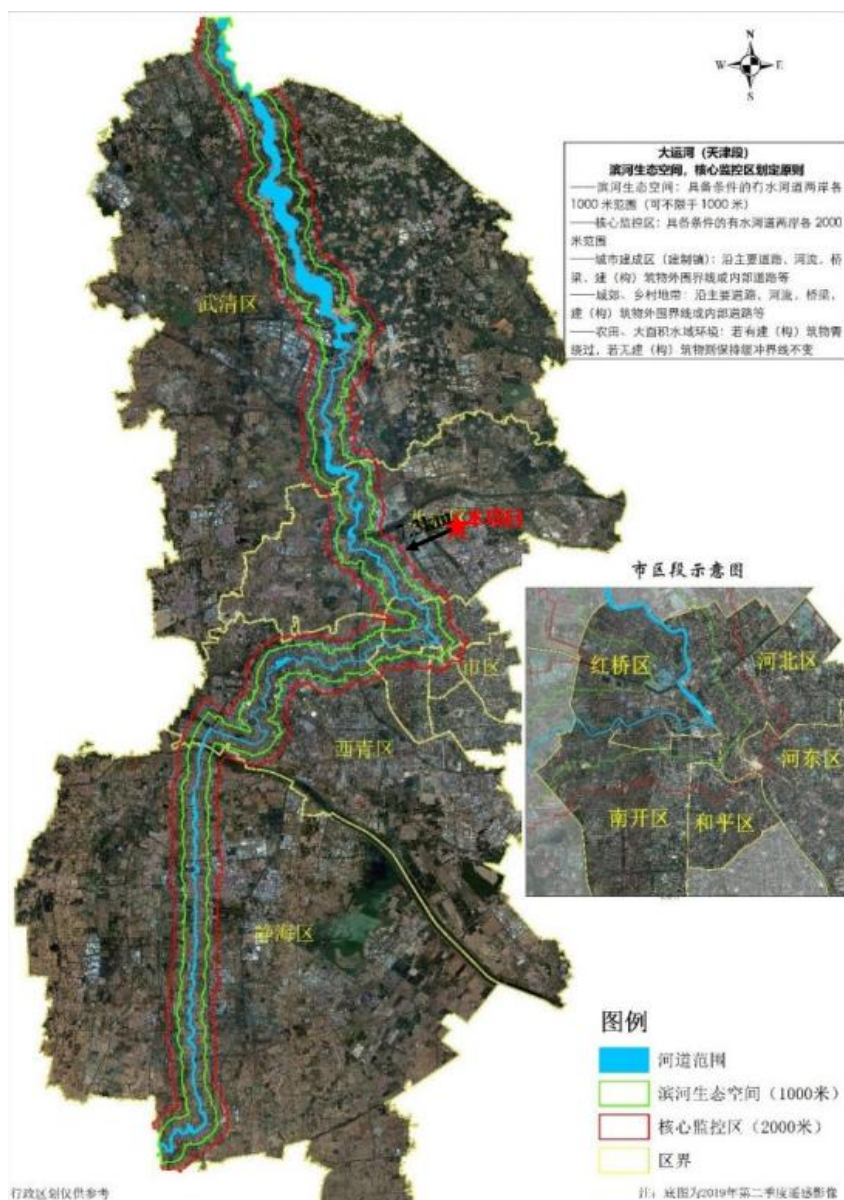 N
W
E
S
大运河（天津段）
滨河生态空间，核心监控区划定原则
——滨河生态空间：具备条件的有水河道两岸各
1000 米范围（可不限于 1000 米）
——核心监控区：具备条件的有水河道两岸各 2000
米范围
——城市建成区（建制镇）：沿主要道路、河流、桥
梁、建（构）筑物外围界线或内部道路等
——城郊、乡村地带：沿主要道路，河流，桥梁，
建（构）筑物外围界线或内部道路等
——农田、大面积水域环境：若有建（构）筑物需
绕过，若无建（构）筑物则保持缓冲界线不变
武清区
3km
本项目
市区
西青区
静海区
市区段示意图
红桥区
河北区
河东区
南开区
和平区
图例
河道范围
滨河生态空间（1000米）
核心监控区（2000米）
区界
行政区划仅供参考
注：底图为2019年第二季度遥感影像